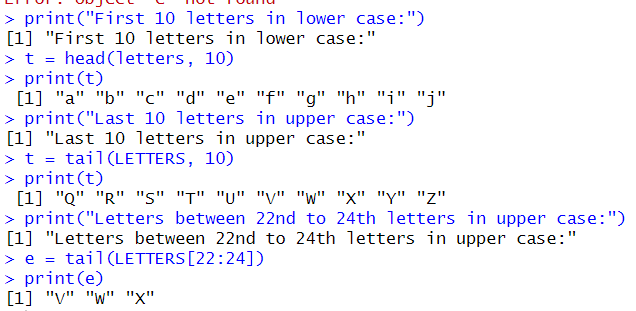 > print("First 10 letters in lower case:")
[1] "First 10 letters in lower case:"
> t = head(letters, 10)
> print(t)
 [1] "a" "b" "c" "d" "e" "f" "g" "h" "i" "j"
> print("Last 10 letters in upper case:")
[1] "Last 10 letters in upper case:"
> t = tail(LETTERS, 10)
> print(t)
 [1] "Q" "R" "S" "T" "U" "V" "W" "X" "Y" "Z"
> print("Letters between 22nd to 24th letters in upper case:")
[1] "Letters between 22nd to 24th letters in upper case:"
> e = tail(LETTERS[22:24])
> print(e)
[1] "V" "W" "X"